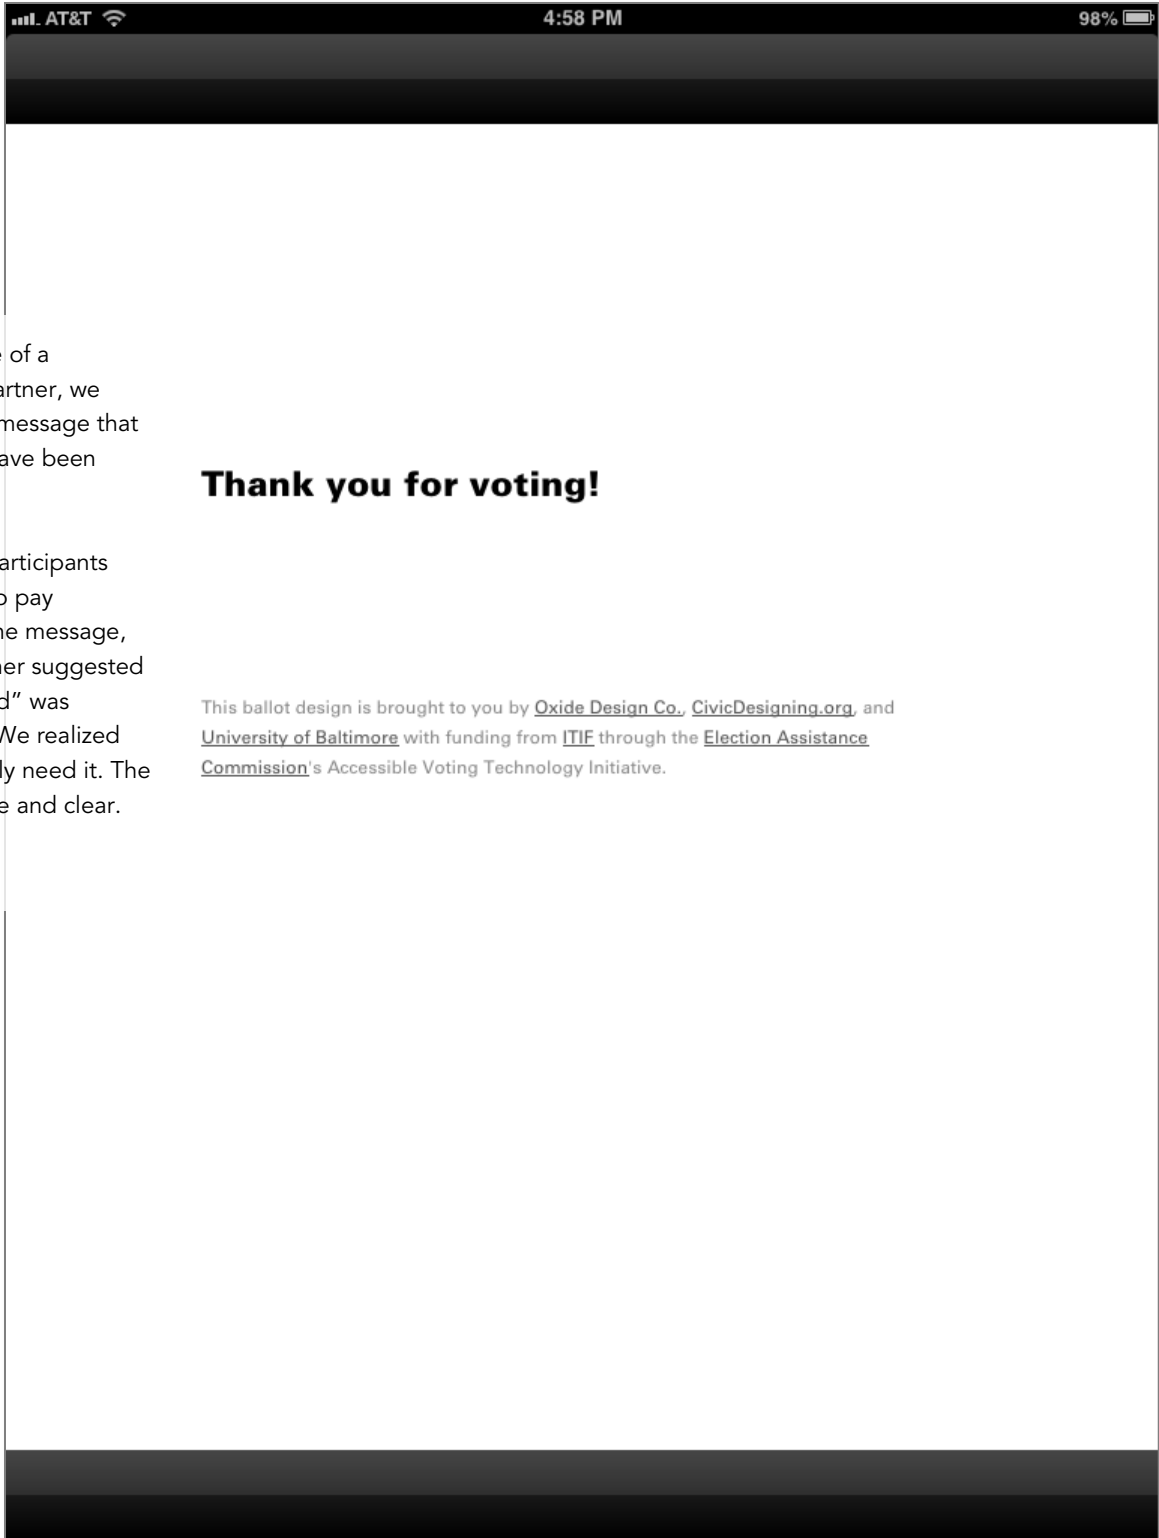 AT&T 4:58 PM 98%
of a
artner, we
message that
ave been
Thank you for voting!
articipants
pay
he message,
her suggested
d” was
We realized
ly need it. The
e and clear.
This ballot design is brought to you by Oxide Design Co., CivicDesigning.org, and
University of Baltimore with funding from ITIF through the Election Assistance
Commission's Accessible Voting Technology Initiative.